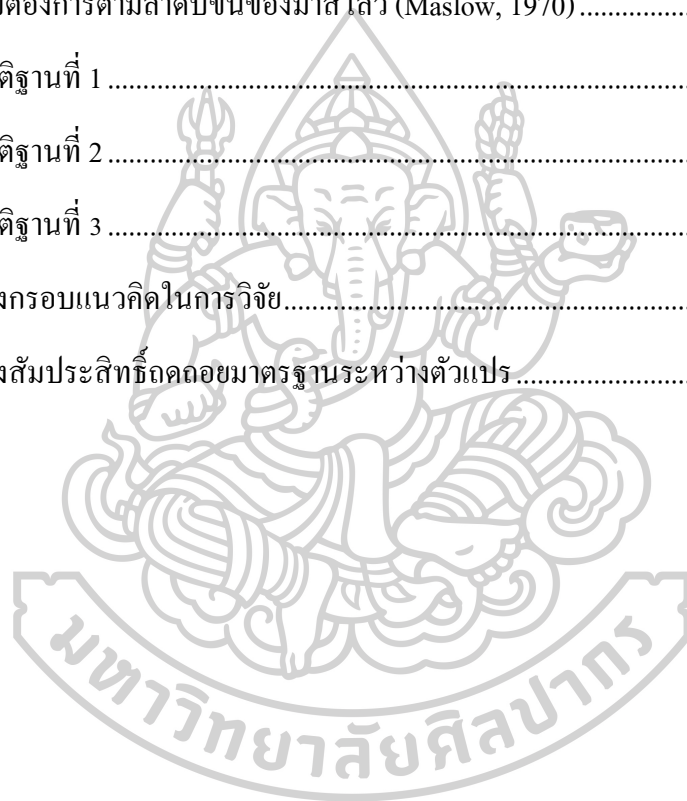 ต้องการตามลำดับขั้นของมาสโลว์ (Maslow, 1970)
ติฐานที่ 1
ติฐานที่ 2
ติฐานที่ 3
งกรอบแนวคิดในการวิจัย
งสัมประสิทธิ์ถดถอยมาตรฐานระหว่างตัวแปร
มหาวิทยาลัยศิลปากร